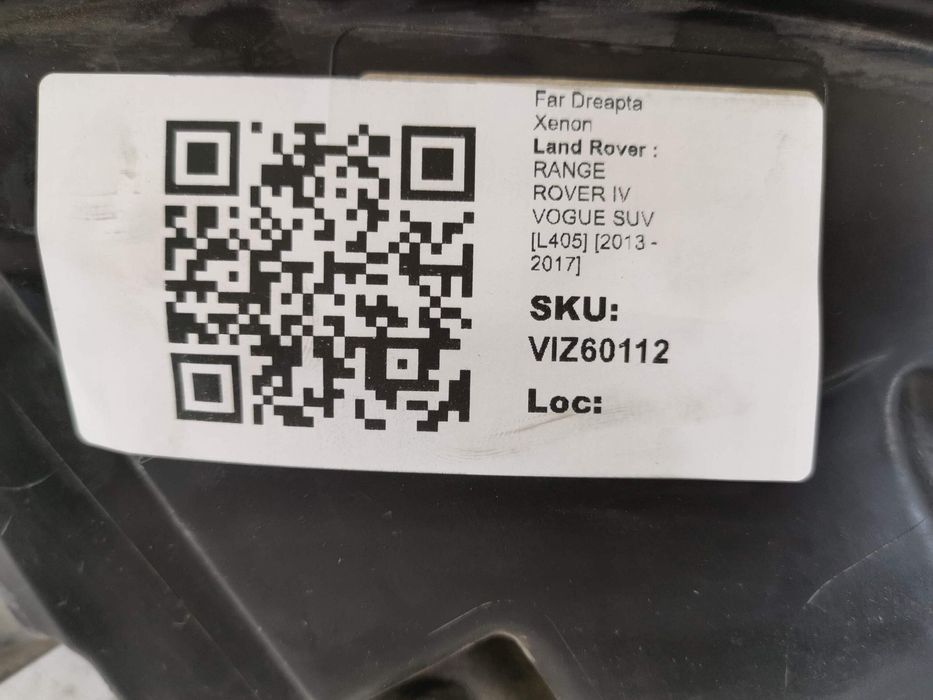 Far Dreapta
Xenon
Land Rover :
RANGE
ROVER IV
VOGUE SUV
[L405] [2013 -
2017]
SKU:
VIZ60112
Loc: